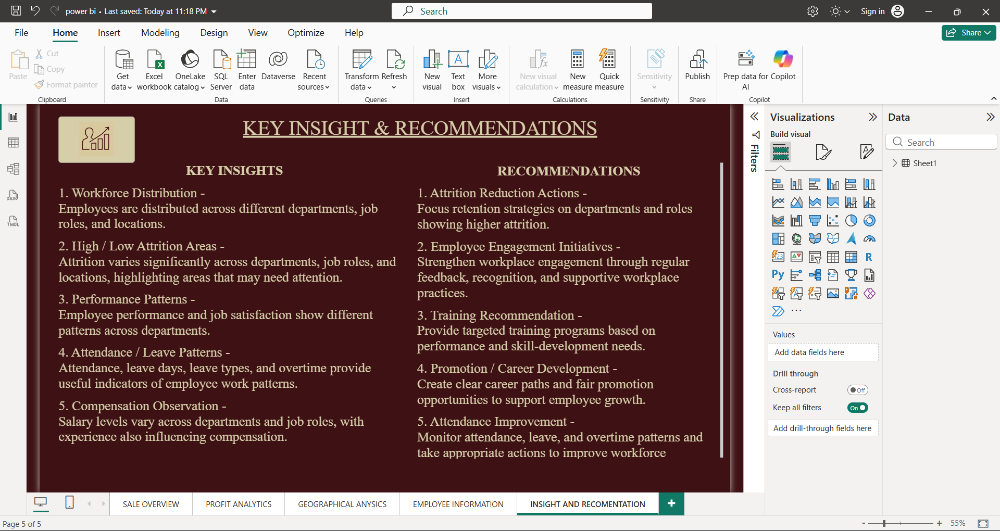 power bi • Last saved: Today at 11:18 PM
Search
Sign in
File
Home
Insert
Modeling
Design
View
Optimize
Help
Share
Paste
Cut
Copy
Format painter
Clipboard
Get data
Excel workbook
OneLake catalog
SQL Server
Enter data
Dataverse
Recent sources
Data
Transform data
Refresh
Queries
New visual
Text box
More visuals
Insert
New visual calculation
New measure
Quick measure
Calculations
Sensitivity
Sensitivity
Publish
Share
Prep data for AI
Copilot
Copilot
DAX
TMDL
KEY INSIGHT & RECOMMENDATIONS
KEY INSIGHTS
1. Workforce Distribution -
Employees are distributed across different departments, job
roles, and locations.
2. High / Low Attrition Areas -
Attrition varies significantly across departments, job roles, and
locations, highlighting areas that may need attention.
3. Performance Patterns -
Employee performance and job satisfaction show different
patterns across departments.
4. Attendance / Leave Patterns -
Attendance, leave days, leave types, and overtime provide
useful indicators of employee work patterns.
5. Compensation Observation -
Salary levels vary across departments and job roles, with
experience also influencing compensation.
RECOMMENDATIONS
1. Attrition Reduction Actions -
Focus retention strategies on departments and roles
showing higher attrition.
2. Employee Engagement Initiatives -
Strengthen workplace engagement through regular
feedback, recognition, and supportive workplace
practices.
3. Training Recommendation -
Provide targeted training programs based on
performance and skill-development needs.
4. Promotion / Career Development -
Create clear career paths and fair promotion
opportunities to support employee growth.
5. Attendance Improvement -
Monitor attendance, leave, and overtime patterns and
take appropriate actions to improve workforce
Filters
Visualizations
Build visual
123
R
Py
Values
Add data fields here
Drill through
Cross-report
Off
Keep all filters
On
Add drill-through fields here
Data
Search
Sheet1
SALE OVERVIEW
PROFIT ANALYTICS
GEOGRAPHICAL ANYSICS
EMPLOYEE INFORMATION
INSIGHT AND RECOMENTATION
Page 5 of 5
55%